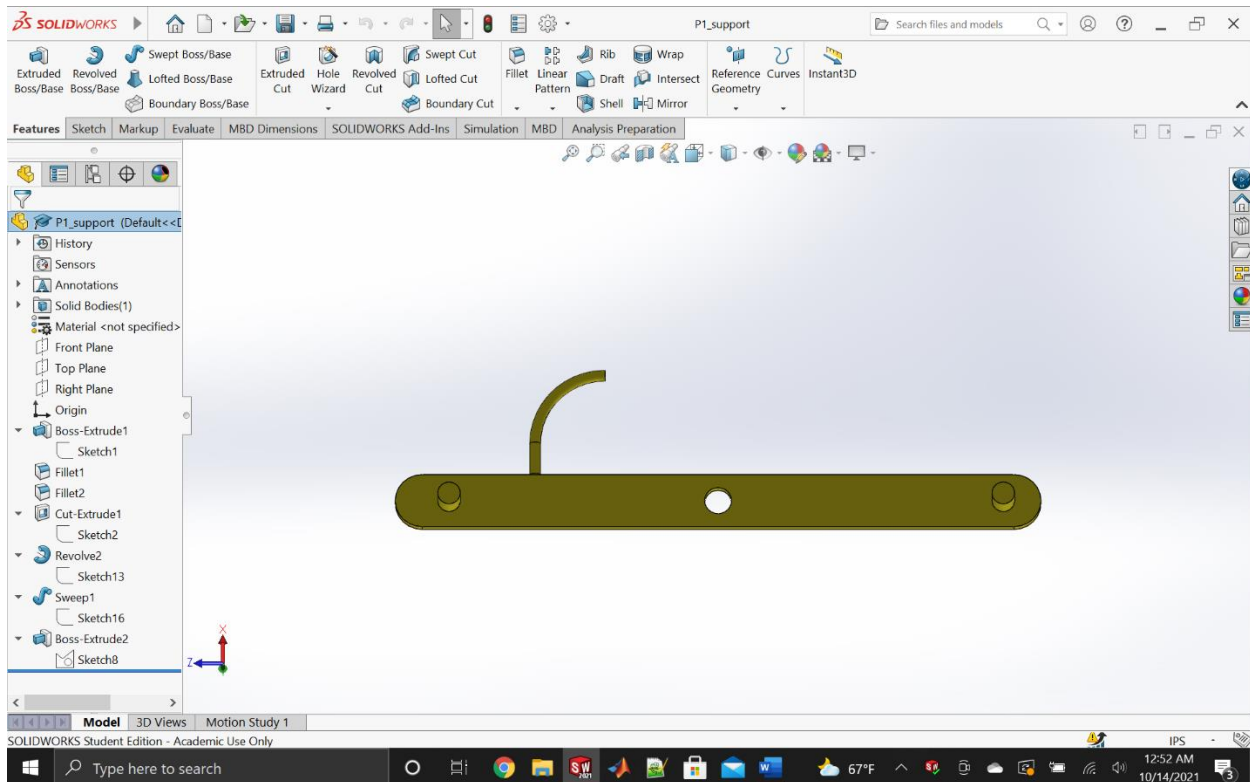 SOLIDWORKS
P1_support
Search files and models
Extruded Boss/Base
Revolved Boss/Base
Swept Boss/Base
Lofted Boss/Base
Boundary Boss/Base
Extruded Cut
Hole Wizard
Revolved Cut
Swept Cut
Lofted Cut
Boundary Cut
Fillet
Linear Pattern
Rib
Draft
Shell
Wrap
Intersect
Mirror
Reference Geometry
Curves
Instant3D
Features
Sketch
Markup
Evaluate
MBD Dimensions
SOLIDWORKS Add-Ins
Simulation
MBD
Analysis Preparation
P1_support (Default<<D
History
Sensors
Annotations
Solid Bodies(1)
Material <not specified>
Front Plane
Top Plane
Right Plane
Origin
Boss-Extrude1
Sketch1
Fillet1
Fillet2
Cut-Extrude1
Sketch2
Revolve2
Sketch13
Sweep1
Sketch16
Boss-Extrude2
Sketch8
X
Z
Model
3D Views
Motion Study 1
SOLIDWORKS Student Edition - Academic Use Only
IPS
Type here to search
SW
2021
67°F
12:52 AM
10/14/2021
3